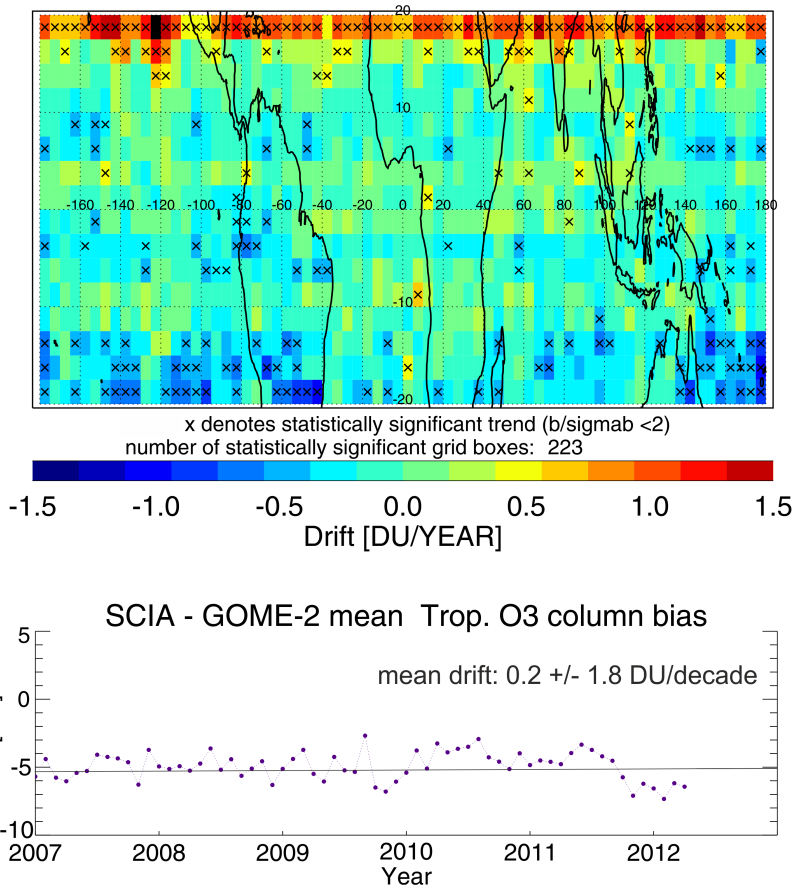 20
10
-160 -140 -120 -100 -80 -60 -40 -20 0 20 40 60 80 100 120 140 160 180
-10
-20
x denotes statistically significant trend (b/sigmab <2)
number of statistically significant grid boxes: 223
-1.5 -1.0 -0.5 0.0 0.5 1.0 1.5
Drift [DU/YEAR]
SCIA - GOME-2 mean Trop. O3 column bias
mean drift: 0.2 +/- 1.8 DU/decade
5
0
-5
-10
2007 2008 2009 2010 2011 2012
Year